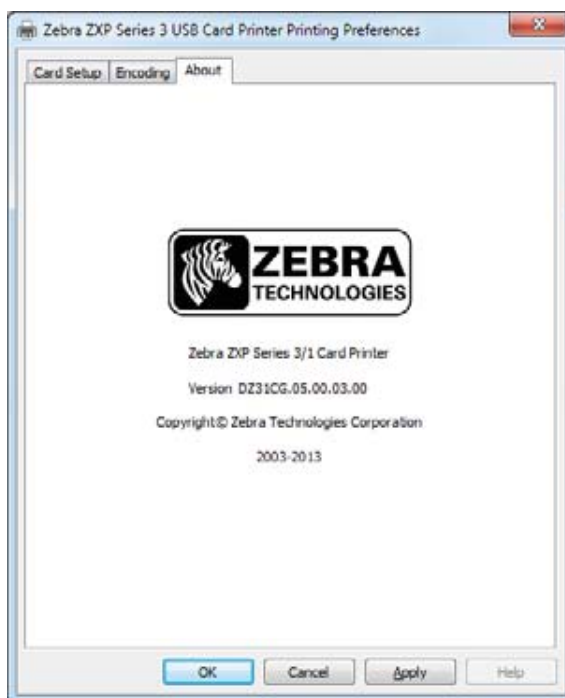 Zebra ZXP Series 3 USB Card Printer Printing Preferences
Card Setup Encoding About
ZEBRA
TECHNOLOGIES
Zebra ZXP Series 3/1 Card Printer
Version DZ31CG.05.00.03.00
Copyright© Zebra Technologies Corporation
2003-2013
OK Cancel Apply Help